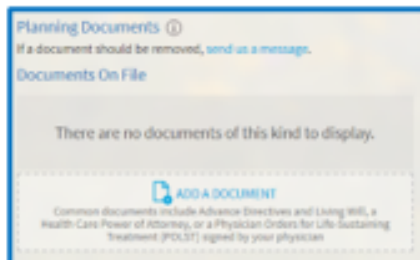 Planning Documents
If a document should be removed, send us a message.
Documents On File
There are no documents of this kind to display.
ADD A DOCUMENT
Common documents include Advance Directives and Living Will, a
Health Care Power of Attorney, or a Physician Orders for Life-Sustaining
Treatment (POLST) signed by your physician